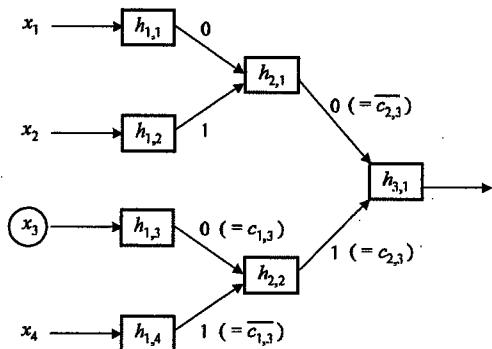 x₁ h₁,₁ 0
h₂,₁
0 (= c̅₂,₃)
x₂ h₁,₂ 1
h₃,₁
x₃ h₁,₃ 0 (= c₁,₃)
1 (= c₂,₃)
h₂,₂
x₄ h₁,₄ 1 (= c̅₁,₃)